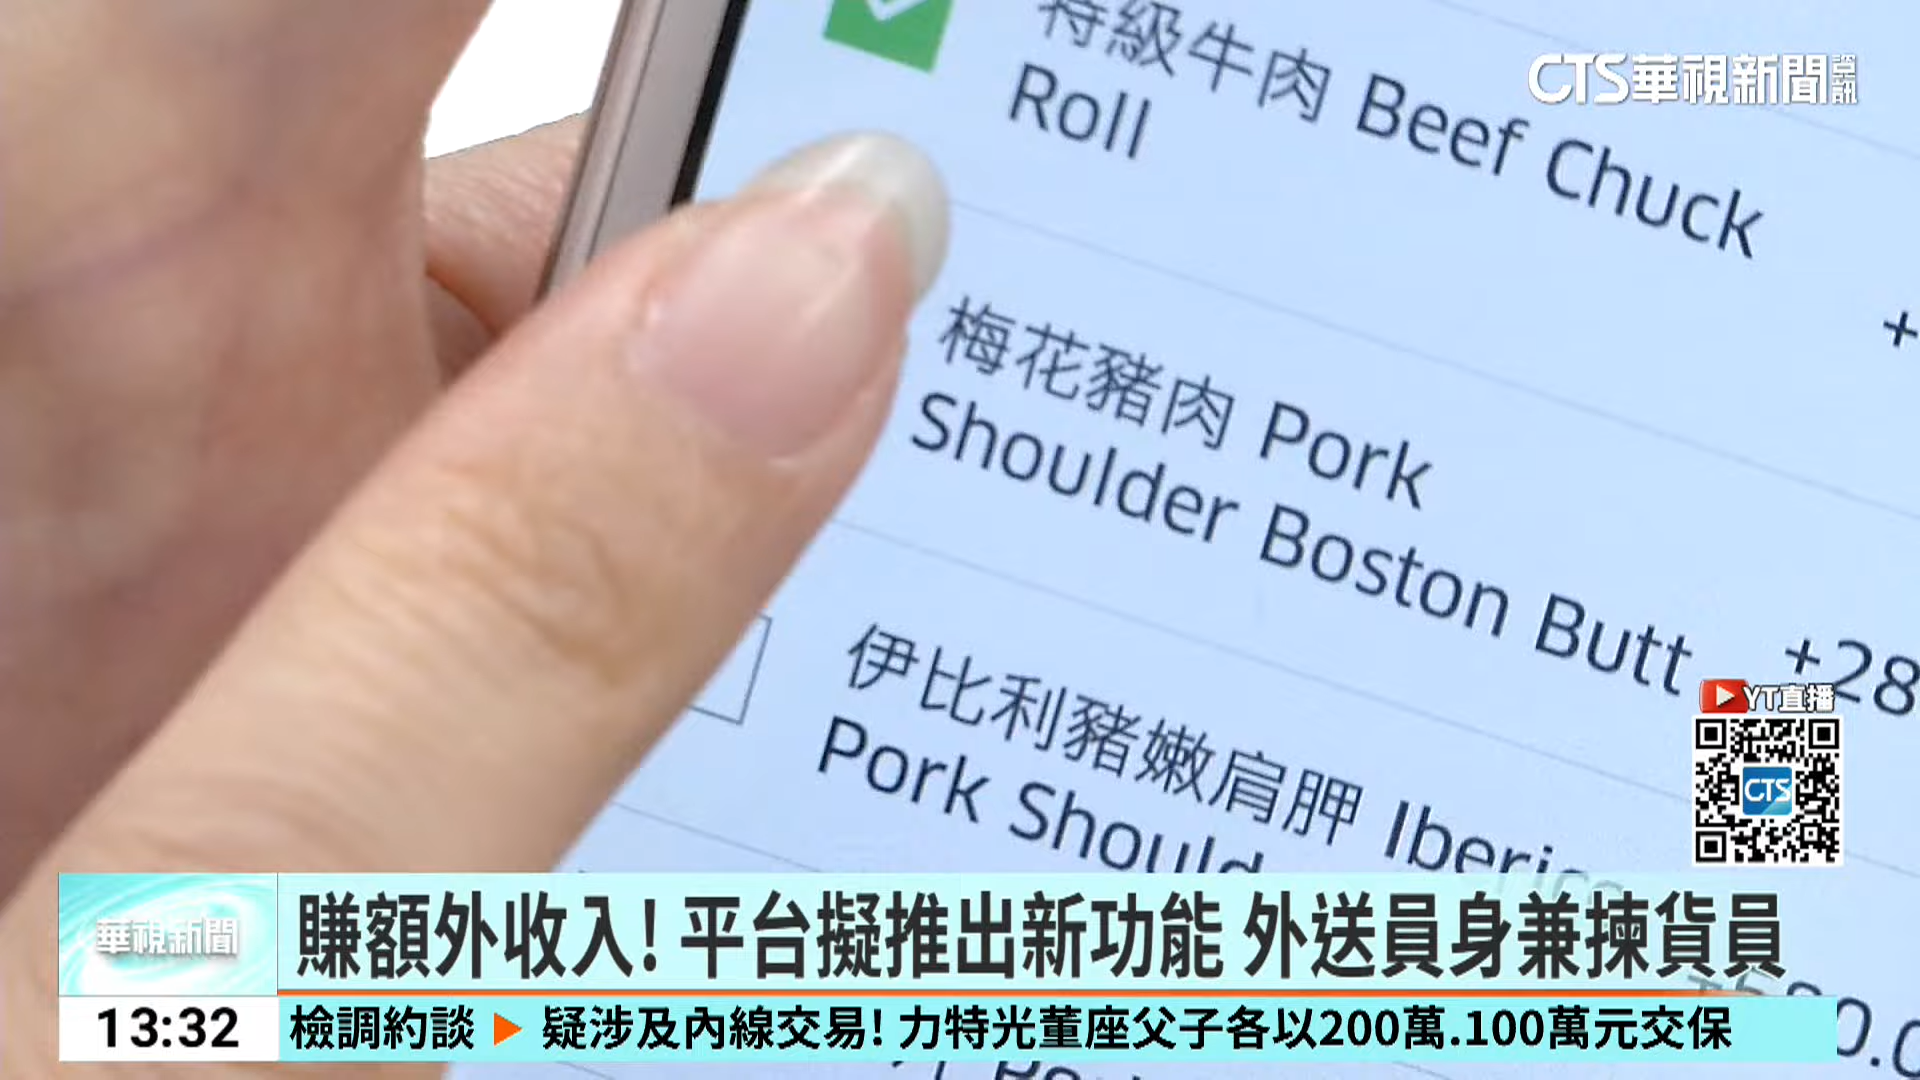 特級牛肉 Beef Chuck
Roll
CTS華視新聞資訊
+
梅花豬肉 Pork
Shoulder Boston Butt
+28
伊比利豬嫩肩胛 Iberico
Pork Should
YT直播
CTS
華視新聞
賺額外收入! 平台擬推出新功能 外送員身兼揀貨員
13:32
檢調約談 ▶ 疑涉及內線交易! 力特光董座父子各以200萬.100萬元交保